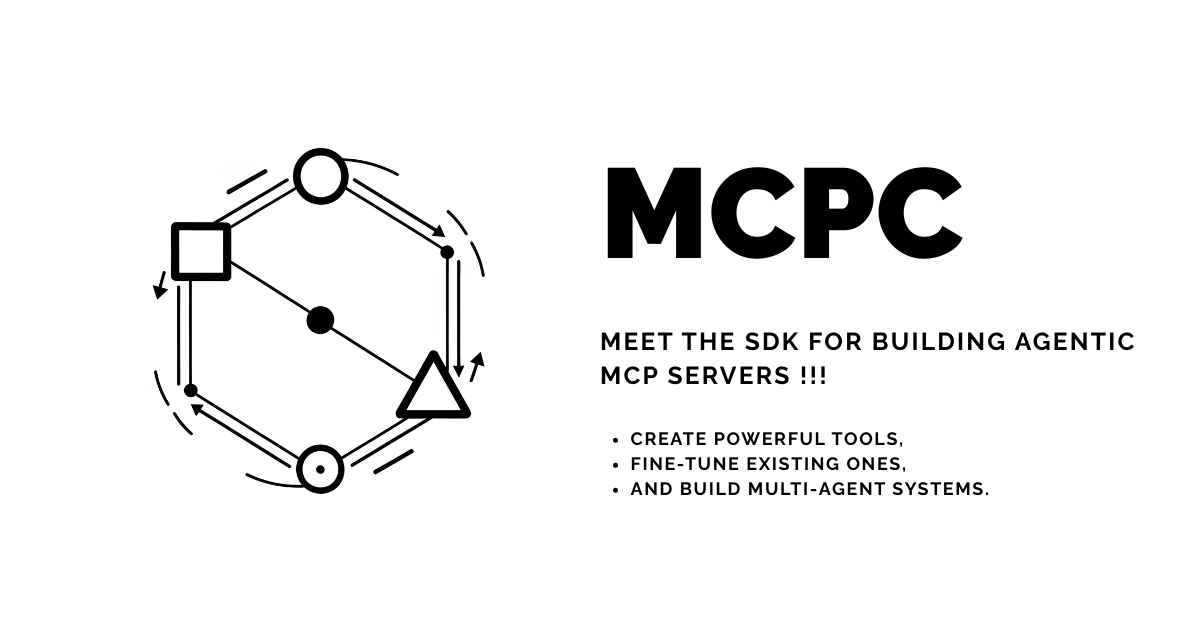 MCPC
MEET THE SDK FOR BUILDING AGENTIC
MCP SERVERS !!!
• CREATE POWERFUL TOOLS,
• FINE-TUNE EXISTING ONES,
• AND BUILD MULTI-AGENT SYSTEMS.